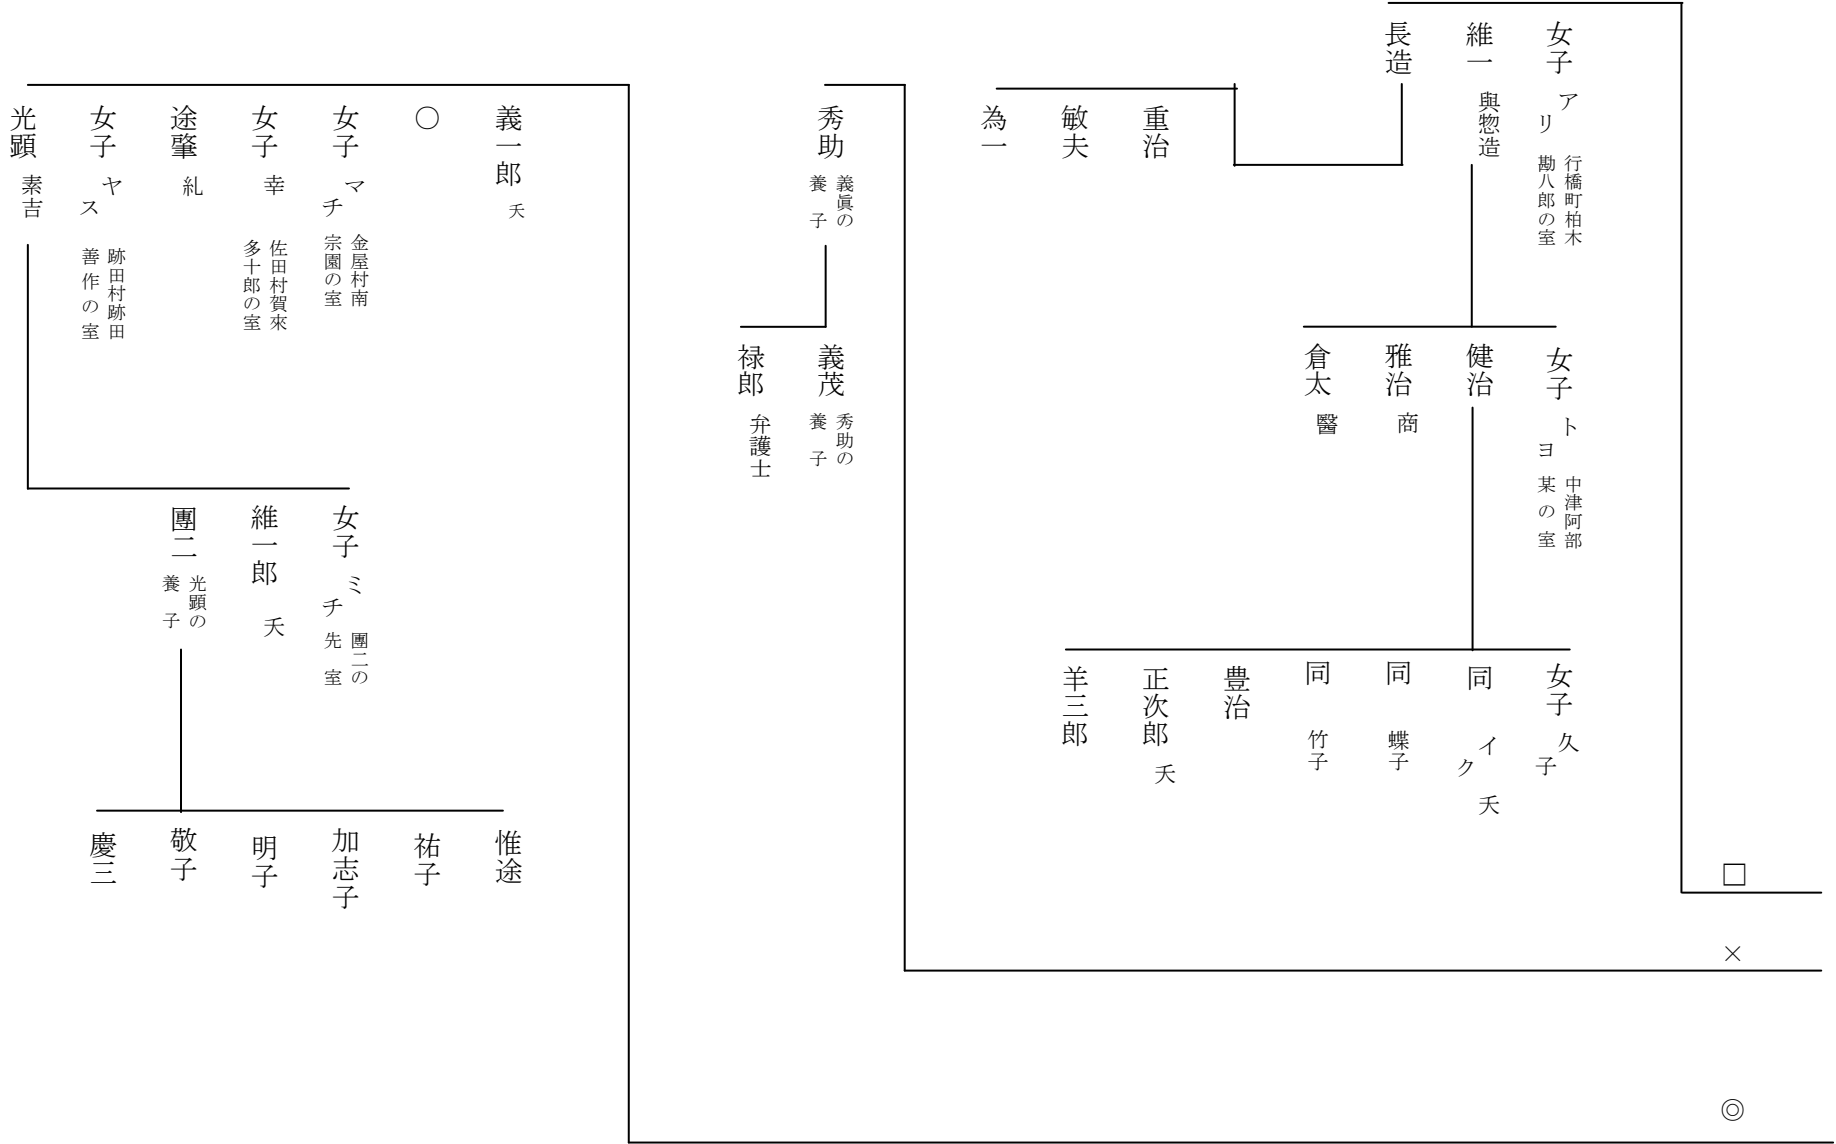 □
×
◎
女子 アリ 行橋町柏木勘八郎の室
維一 與惣造
長造
女子 トヨ 中津阿部某の室
健治
雅治 商
倉太 醫
女子 久子
同 イク 夭
同 蝶子
同 竹子
豊治
正次郎 夭
羊三郎
重治
敏夫
為一
秀助 義眞の養子
義茂 秀助の養子
禄郎 弁護士
義一郎 夭
○
女子 マチ 金屋村南宗園の室
女子 幸 佐田村賀來多十郎の室
途肇 糺
女子 ヤス 跡田村跡田善作の室
光顕 素吉
女子 ミチ 團二の先室
維一郎 夭
團二 光顕の養子
惟途
祐子
加志子
明子
敬子
慶三